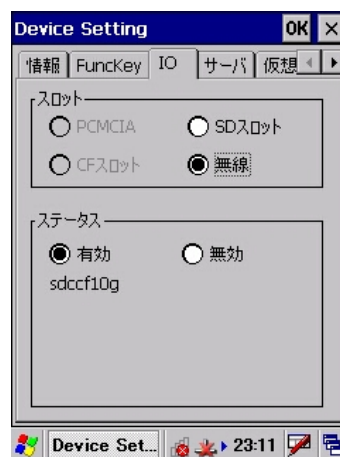 Device Setting OK ×
情報 FuncKey IO サーバ 仮想
スロット
PCMCIA SDスロット
CFスロット 無線
ステータス
有効 無効
sdccf10g
Device Set... 23:11